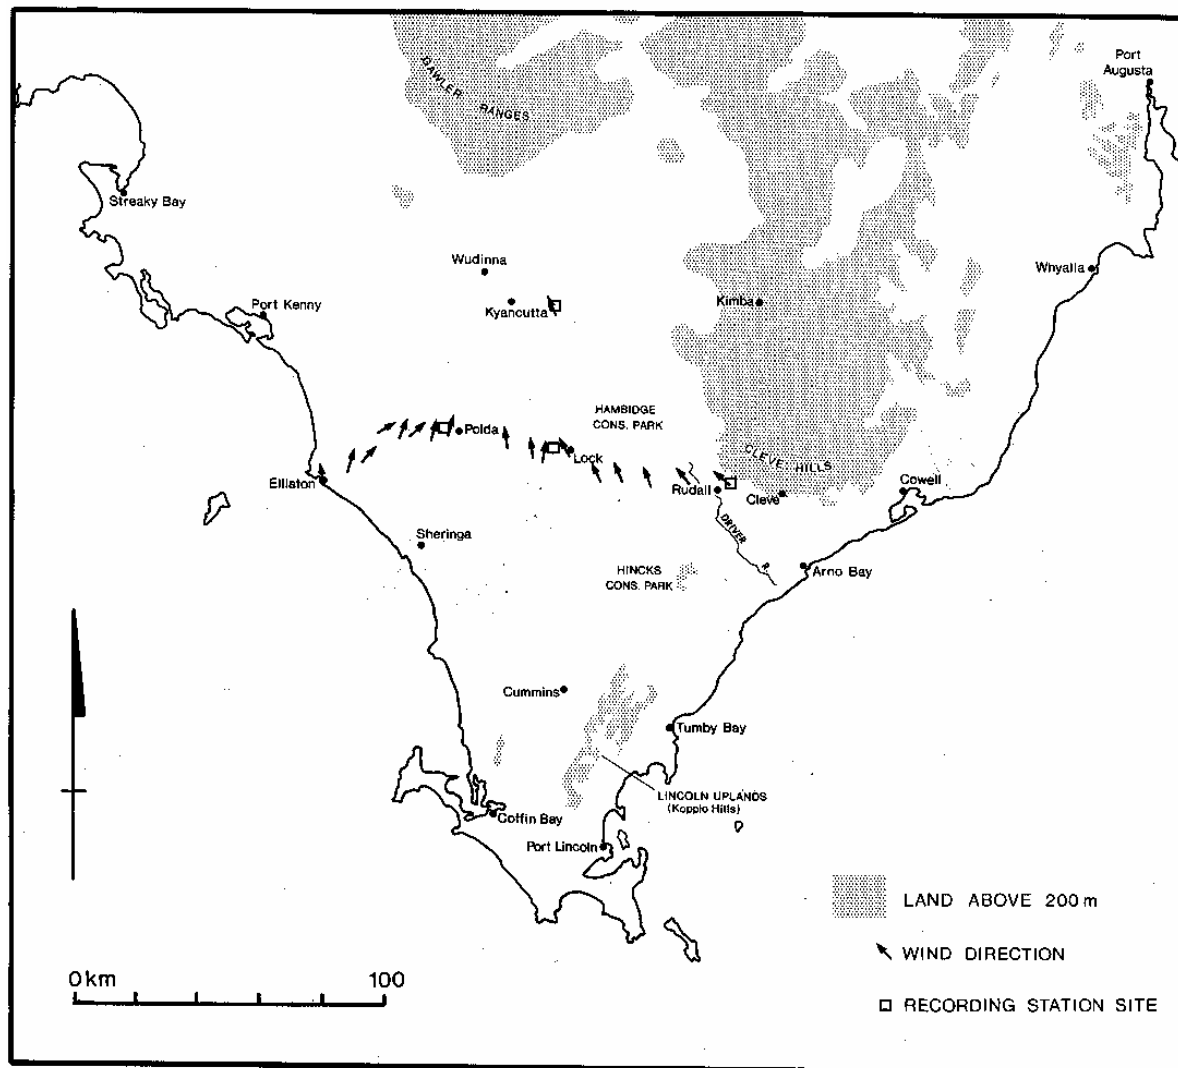 GAWLER RANGES
Port
Augusta
Streaky Bay
Wudinna
Whyalla
Port Kenny
Kyancutta
Kimba
HAMBIDGE
CONS. PARK
Polda
Lock
CLEVE HILLS
Elliston
Rudall
Cleve
Cowell
DRIVER
Sheringa
HINCKS
CONS. PARK
Arno Bay
Cummins
Tumby Bay
LINCOLN UPLANDS
(Koppio Hills)
Coffin Bay
Port Lincoln
LAND ABOVE 200 m
WIND DIRECTION
0 km 100
RECORDING STATION SITE